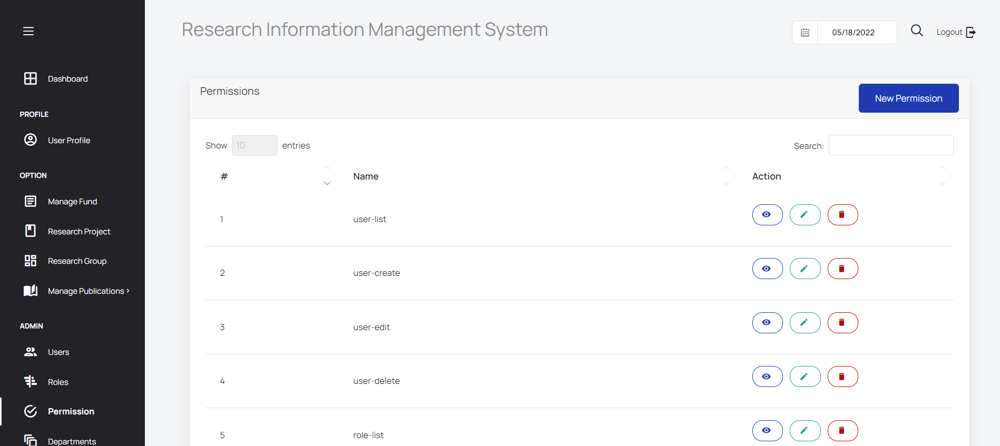 Research Information Management System
05/18/2022
Logout
Dashboard
PROFILE
User Profile
OPTION
Manage Fund
Research Project
Research Group
Manage Publications
ADMIN
Users
Roles
Permission
Departments
Permissions
New Permission
Show 10 entries
Search:
# Name Action
1 user-list
2 user-create
3 user-edit
4 user-delete
5 role-list